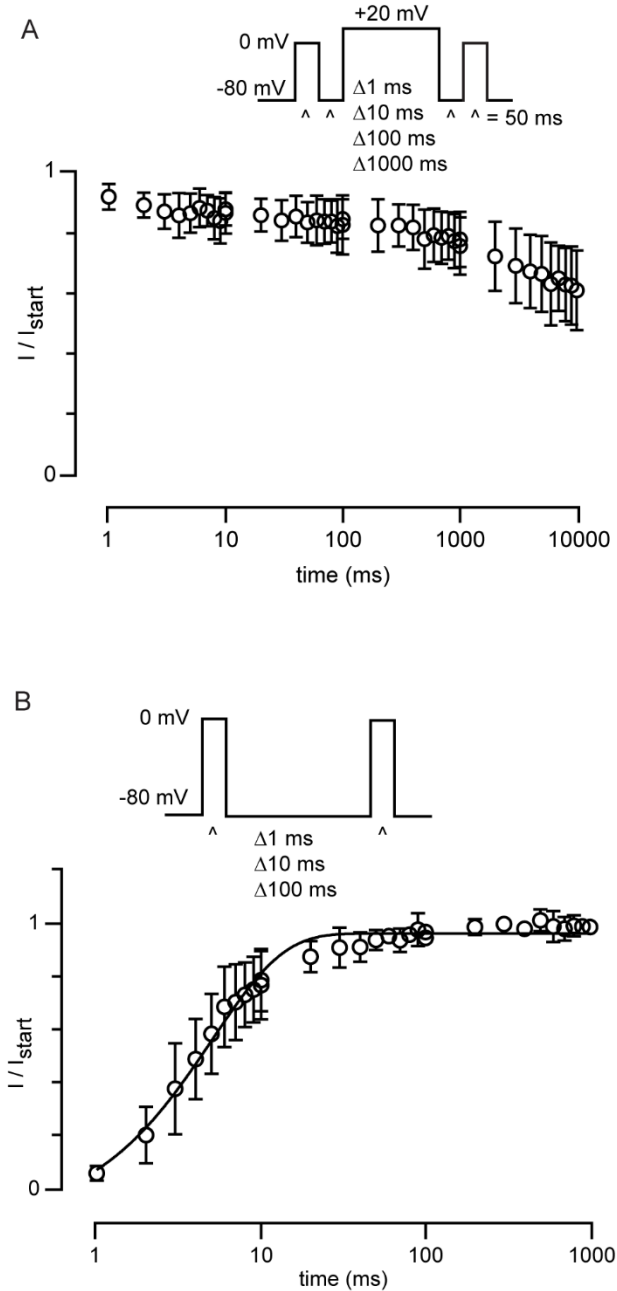 A
+20 mV
0 mV
-80 mV
Δ1 ms
^ ^ Δ10 ms ^ ^ = 50 ms
Δ100 ms
Δ1000 ms
1
I / Istart
0
1 10 100 1000 10000
time (ms)
B
0 mV
-80 mV
^ Δ1 ms ^
Δ10 ms
Δ100 ms
1
I / Istart
0
1 10 100 1000
time (ms)